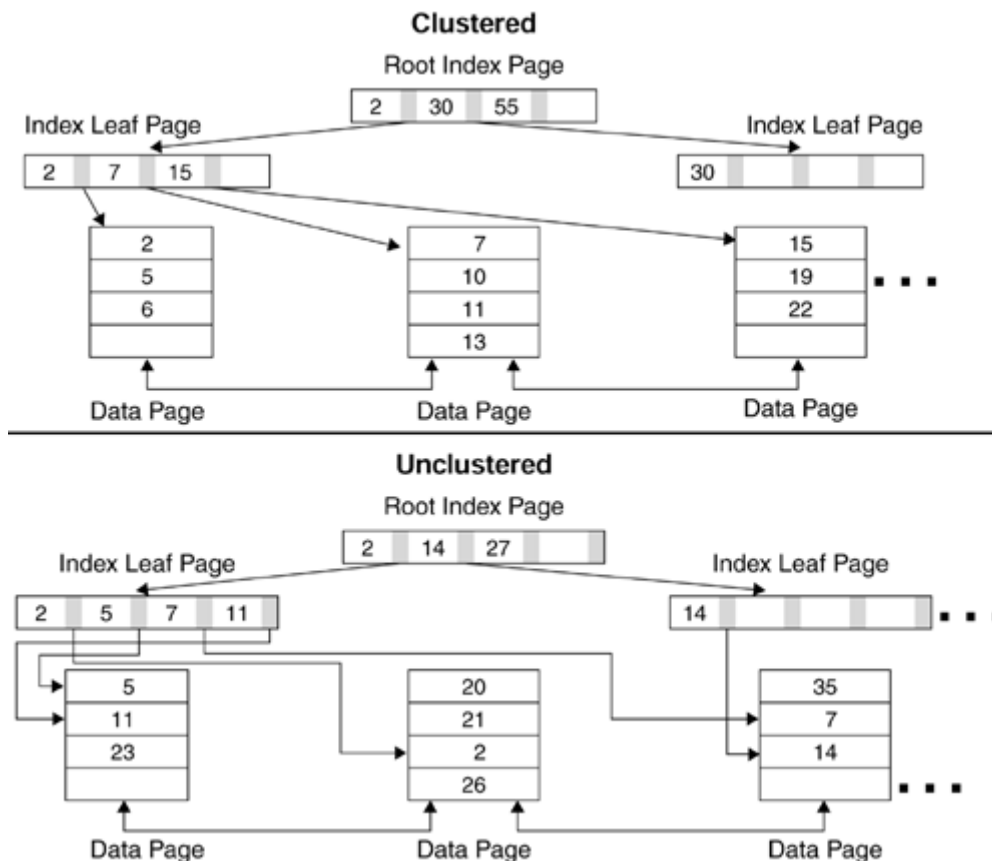 Clustered
Root Index Page
2 30 55
Index Leaf Page
Index Leaf Page
2 7 15
30
2
5
6
7
10
11
13
15
19
22
Data Page
Data Page
Data Page
Unclustered
Root Index Page
2 14 27
Index Leaf Page
Index Leaf Page
2 5 7 11
14
5
11
23
20
21
2
26
35
7
14
Data Page
Data Page
Data Page